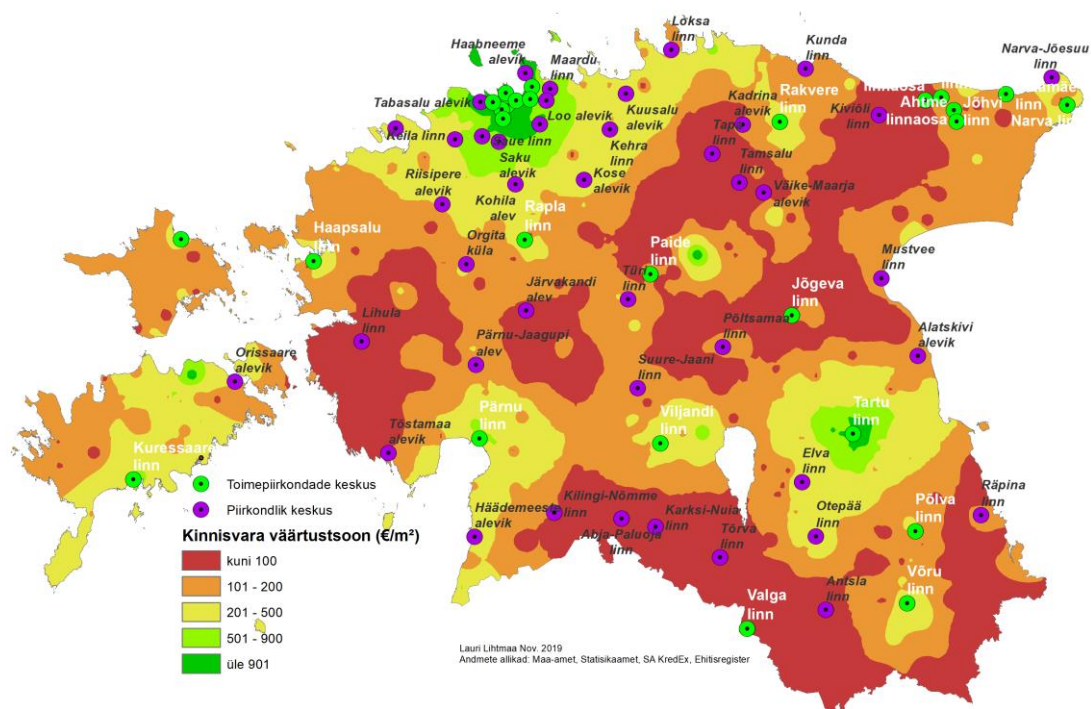 Loksa
linn
Haabneeme
alevik
Maardu
linn
Kunda
linn
Narva-Jõesuu
linn
Tabasalu alevik
Kuusalu
alevik
Kadrina
alevik
Rakvere
linn
Kiviõli
linn
linnaosa
Ahtme
linnaosa
Jõhvi
linn
linn
Narva
Loo alevik
Keila linn
linn
Kehra
linn
Tapa
linn
Tamsalu
linn
Saku
alevik
Kose
alevik
Väike-Maarja
alevik
Riisipere
alevik
Kohila
alev
Rapla
linn
Haapsalu
linn
Orgita
küla
Paide
linn
Mustvee
linn
Türi
linn
Järvakandi
alev
Jõgeva
linn
Lihula
linn
Põltsamaa
linn
Pärnu-Jaagupi
alev
Suure-Jaani
linn
Alatskivi
alevik
Orissaare
alevik
Pärnu
linn
Viljandi
linn
Tartu
linn
Tõstamaa
alevik
Kuressaare
linn
Elva
linn
Räpina
linn
Häädemeeste
alevik
Kilingi-Nõmme
linn
Abja-Paluoja
linn
Karksi-Nuia
linn
Tõrva
linn
Otepää
linn
Põlva
linn
Võru
linn
Valga
linn
Antsla
linn
Toimepiirkondade keskus
Piirkondlik keskus
Kinnisvara väärtustsoon (€/m²)
kuni 100
101 - 200
201 - 500
501 - 900
üle 901
Lauri Lihtmaa Nov. 2019
Andmete allikad: Maa-amet, Statisikaamet, SA KredEx, Ehitisregister